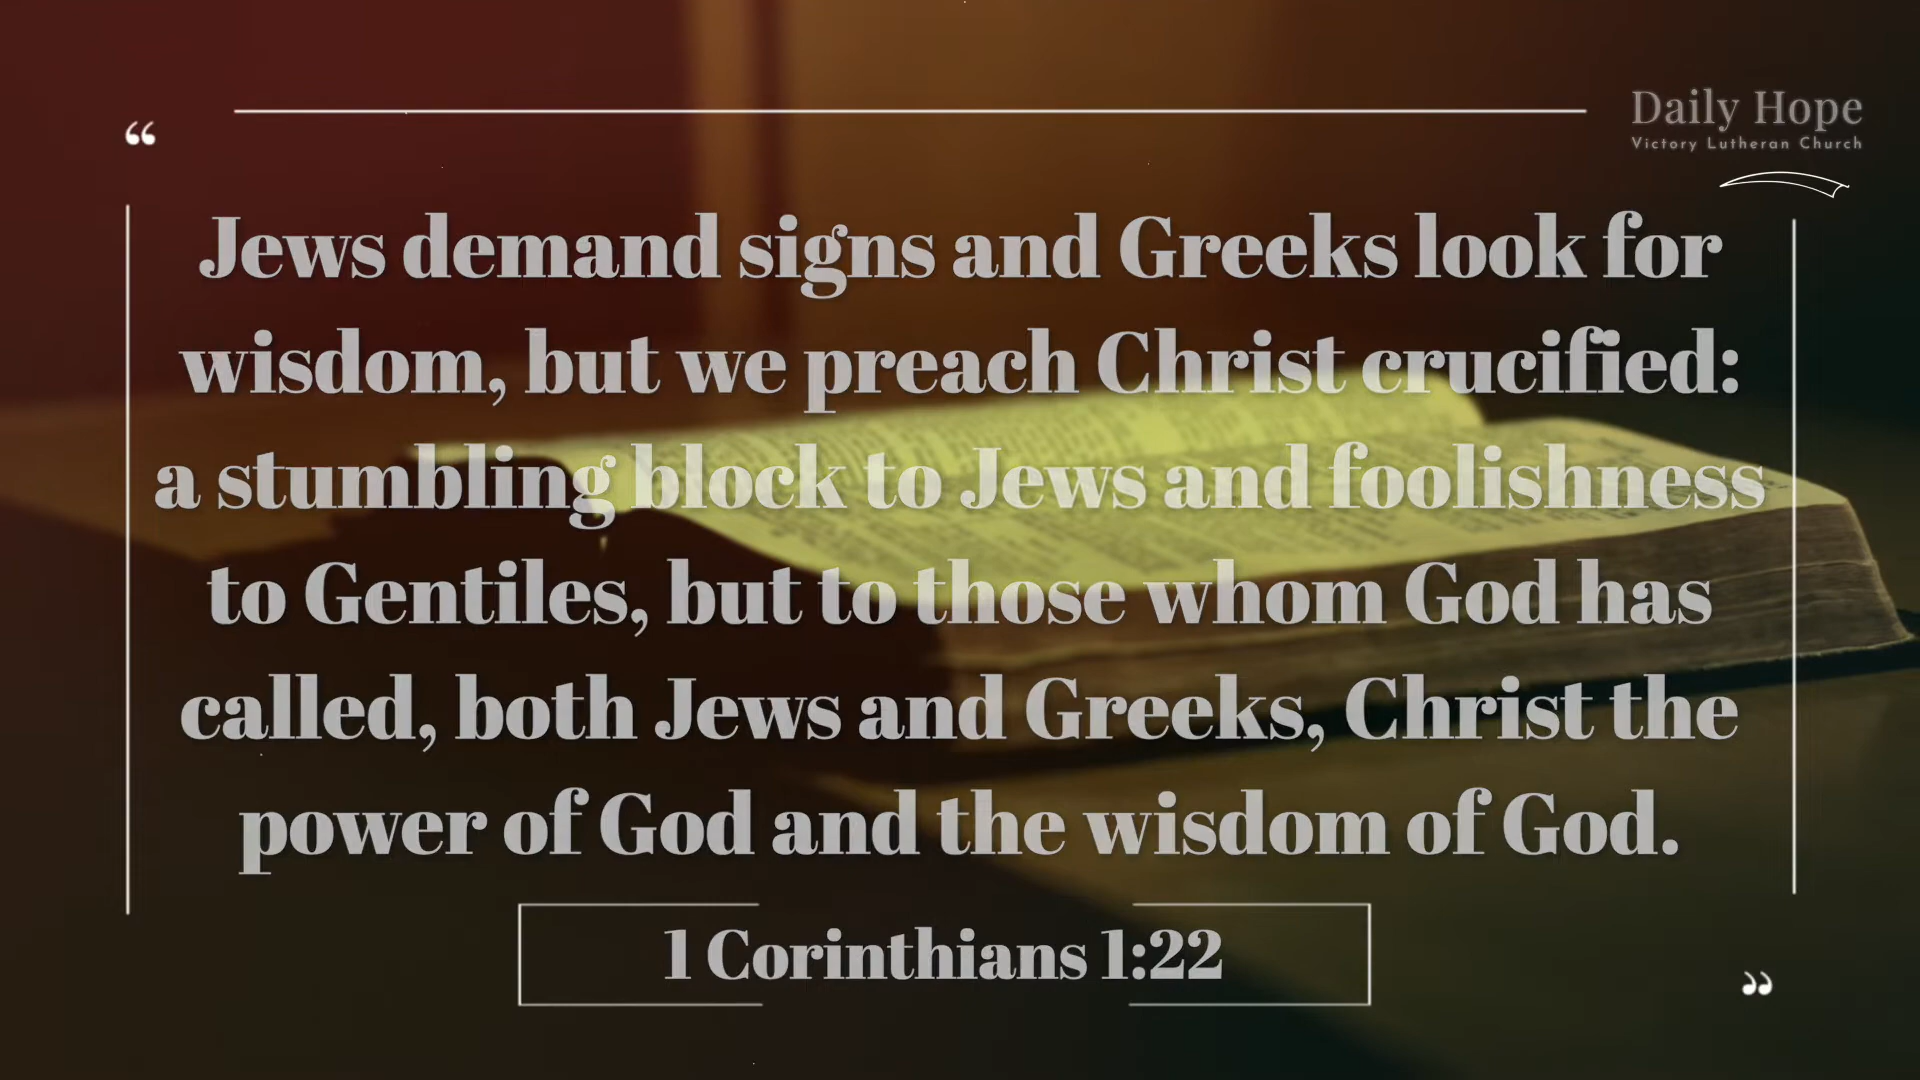 Daily Hope
Victory Lutheran Church
“
Jews demand signs and Greeks look for
wisdom, but we preach Christ crucified:
a stumbling block to Jews and foolishness
to Gentiles, but to those whom God has
called, both Jews and Greeks, Christ the
power of God and the wisdom of God.
1 Corinthians 1:22
”